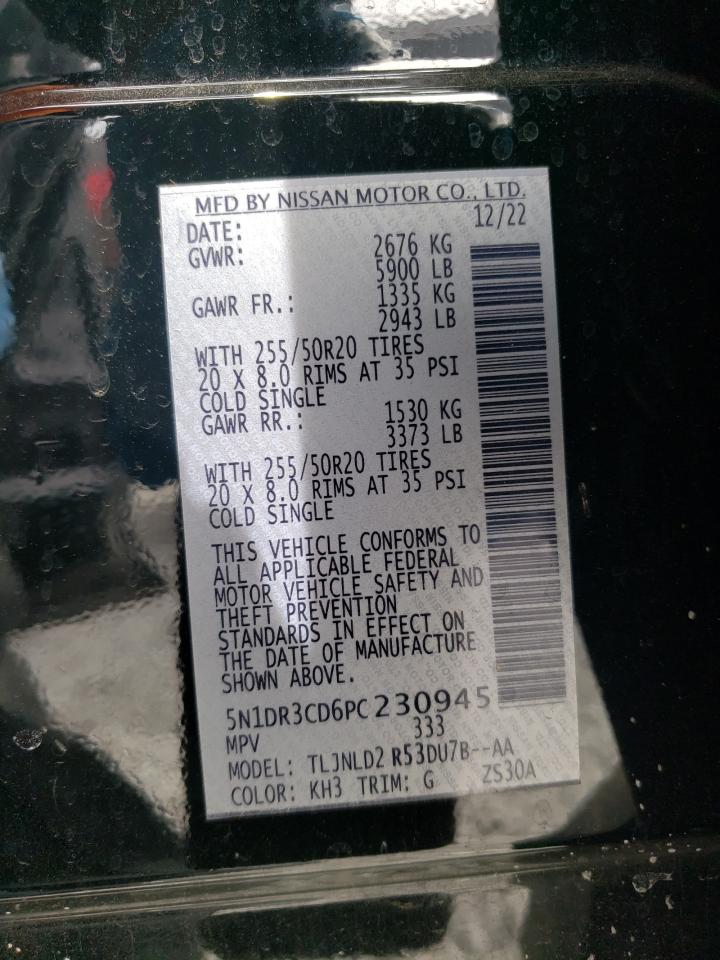 MFD BY NISSAN MOTOR CO., LTD.
DATE: 12/22
GVWR: 2676 KG
5900 LB
GAWR FR.: 1335 KG
2943 LB
WITH 255/50R20 TIRES
20 X 8.0 RIMS AT 35 PSI
COLD SINGLE
GAWR RR.: 1530 KG
3373 LB
WITH 255/50R20 TIRES
20 X 8.0 RIMS AT 35 PSI
COLD SINGLE
THIS VEHICLE CONFORMS TO
ALL APPLICABLE FEDERAL
MOTOR VEHICLE SAFETY AND
THEFT PREVENTION
STANDARDS IN EFFECT ON
THE DATE OF MANUFACTURE
SHOWN ABOVE.
5N1DR3CD6PC230945
MPV 333
MODEL: TLJNLD2 R53DU7B--AA
COLOR: KH3 TRIM: G ZS30A